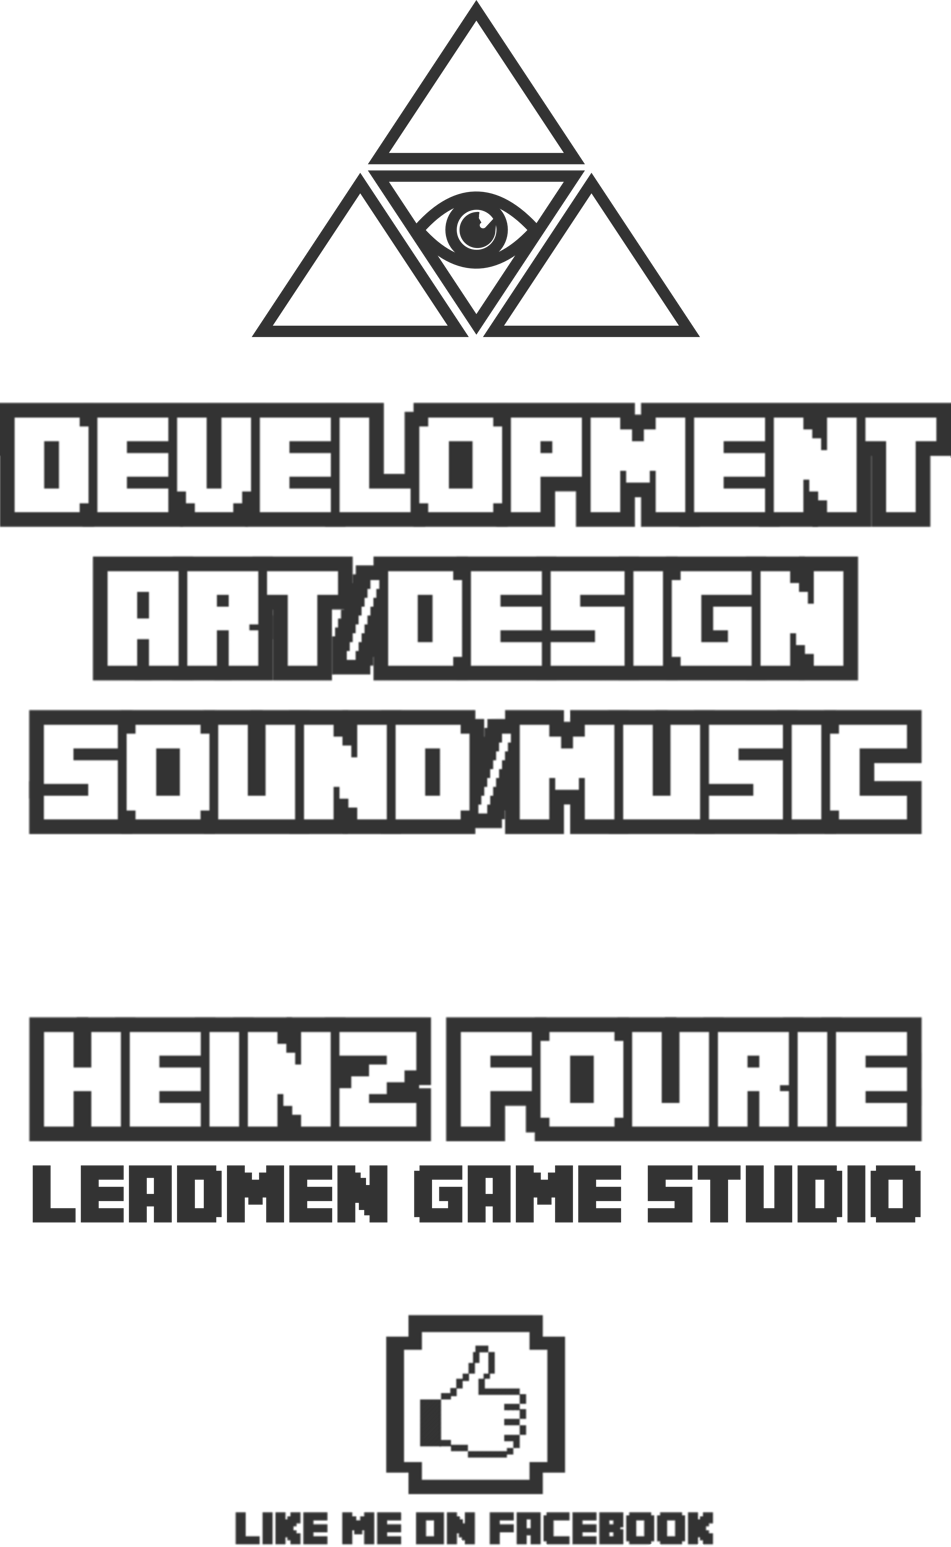 DEVELOPMENT
ART/DESIGN
SOUND/MUSIC
HEINZ FOURIE
LEADMEN GAME STUDIO
LIKE ME ON FACEBOOK